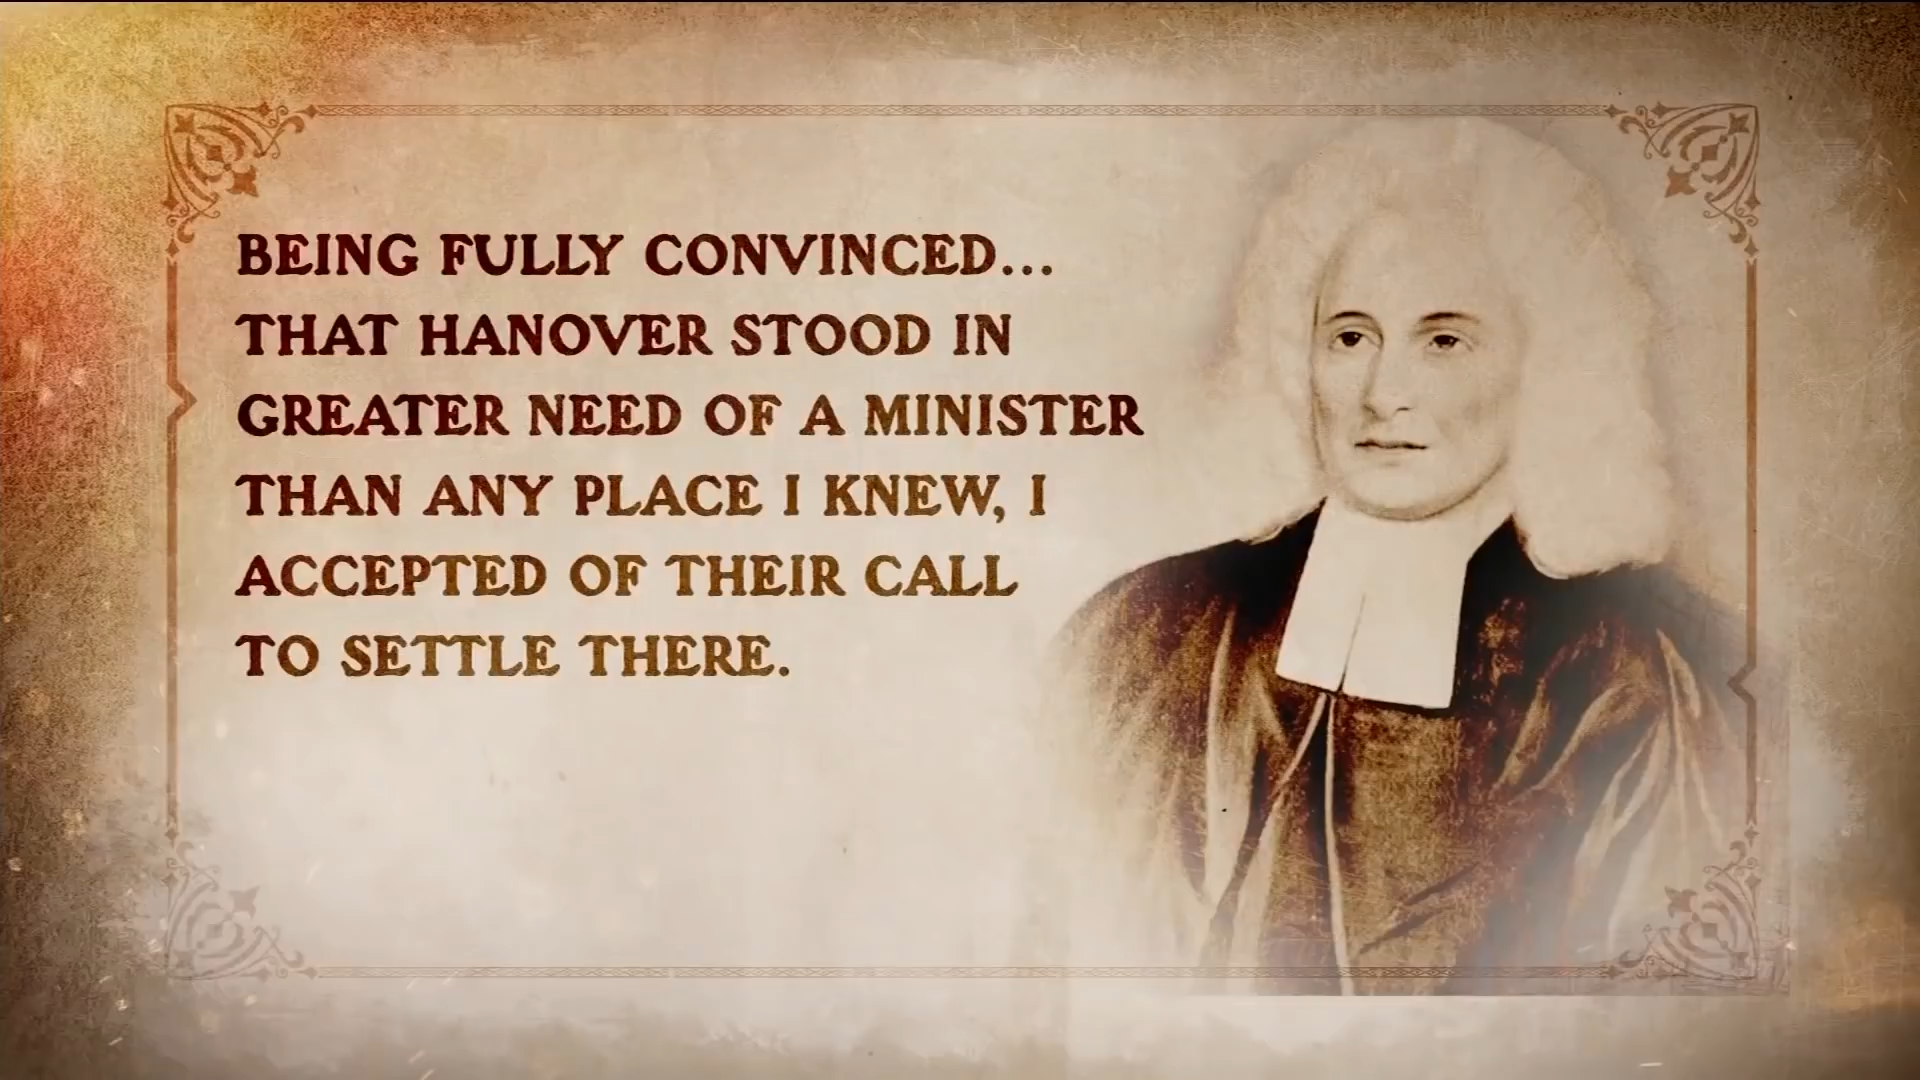 BEING FULLY CONVINCED...
THAT HANOVER STOOD IN
GREATER NEED OF A MINISTER
THAN ANY PLACE I KNEW, I
ACCEPTED OF THEIR CALL
TO SETTLE THERE.